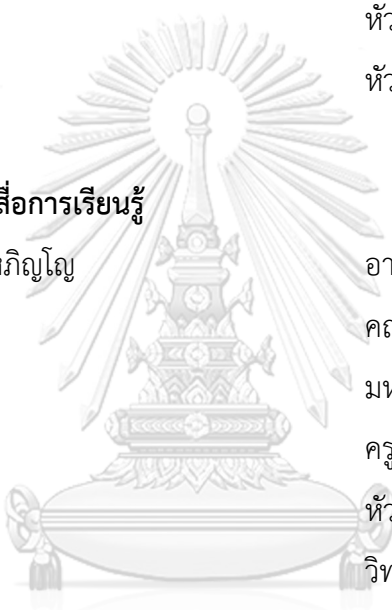 หัว
หัว
สื่อการเรียนรู้
ภิญโญ
อา
คณ
มห
ครู
หัว
วิท